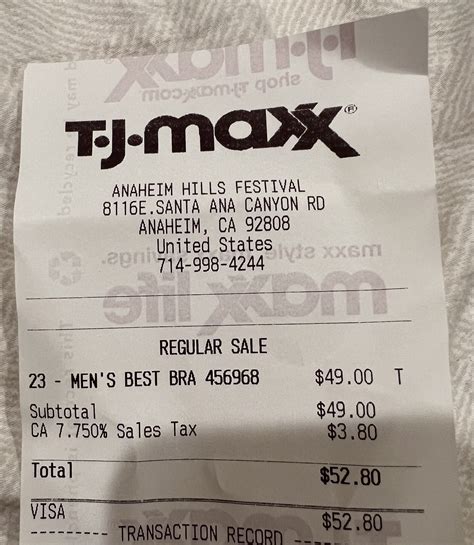 T·J·maxx®
ANAHEIM HILLS FESTIVAL
8116E.SANTA ANA CANYON RD
ANAHEIM, CA 92808
United States
714-998-4244
REGULAR SALE
23 - MEN'S BEST BRA 456968 $49.00 T
Subtotal $49.00
CA 7.750% Sales Tax $3.80
Total $52.80
VISA $52.80
--------- TRANSACTION RECORD ---------